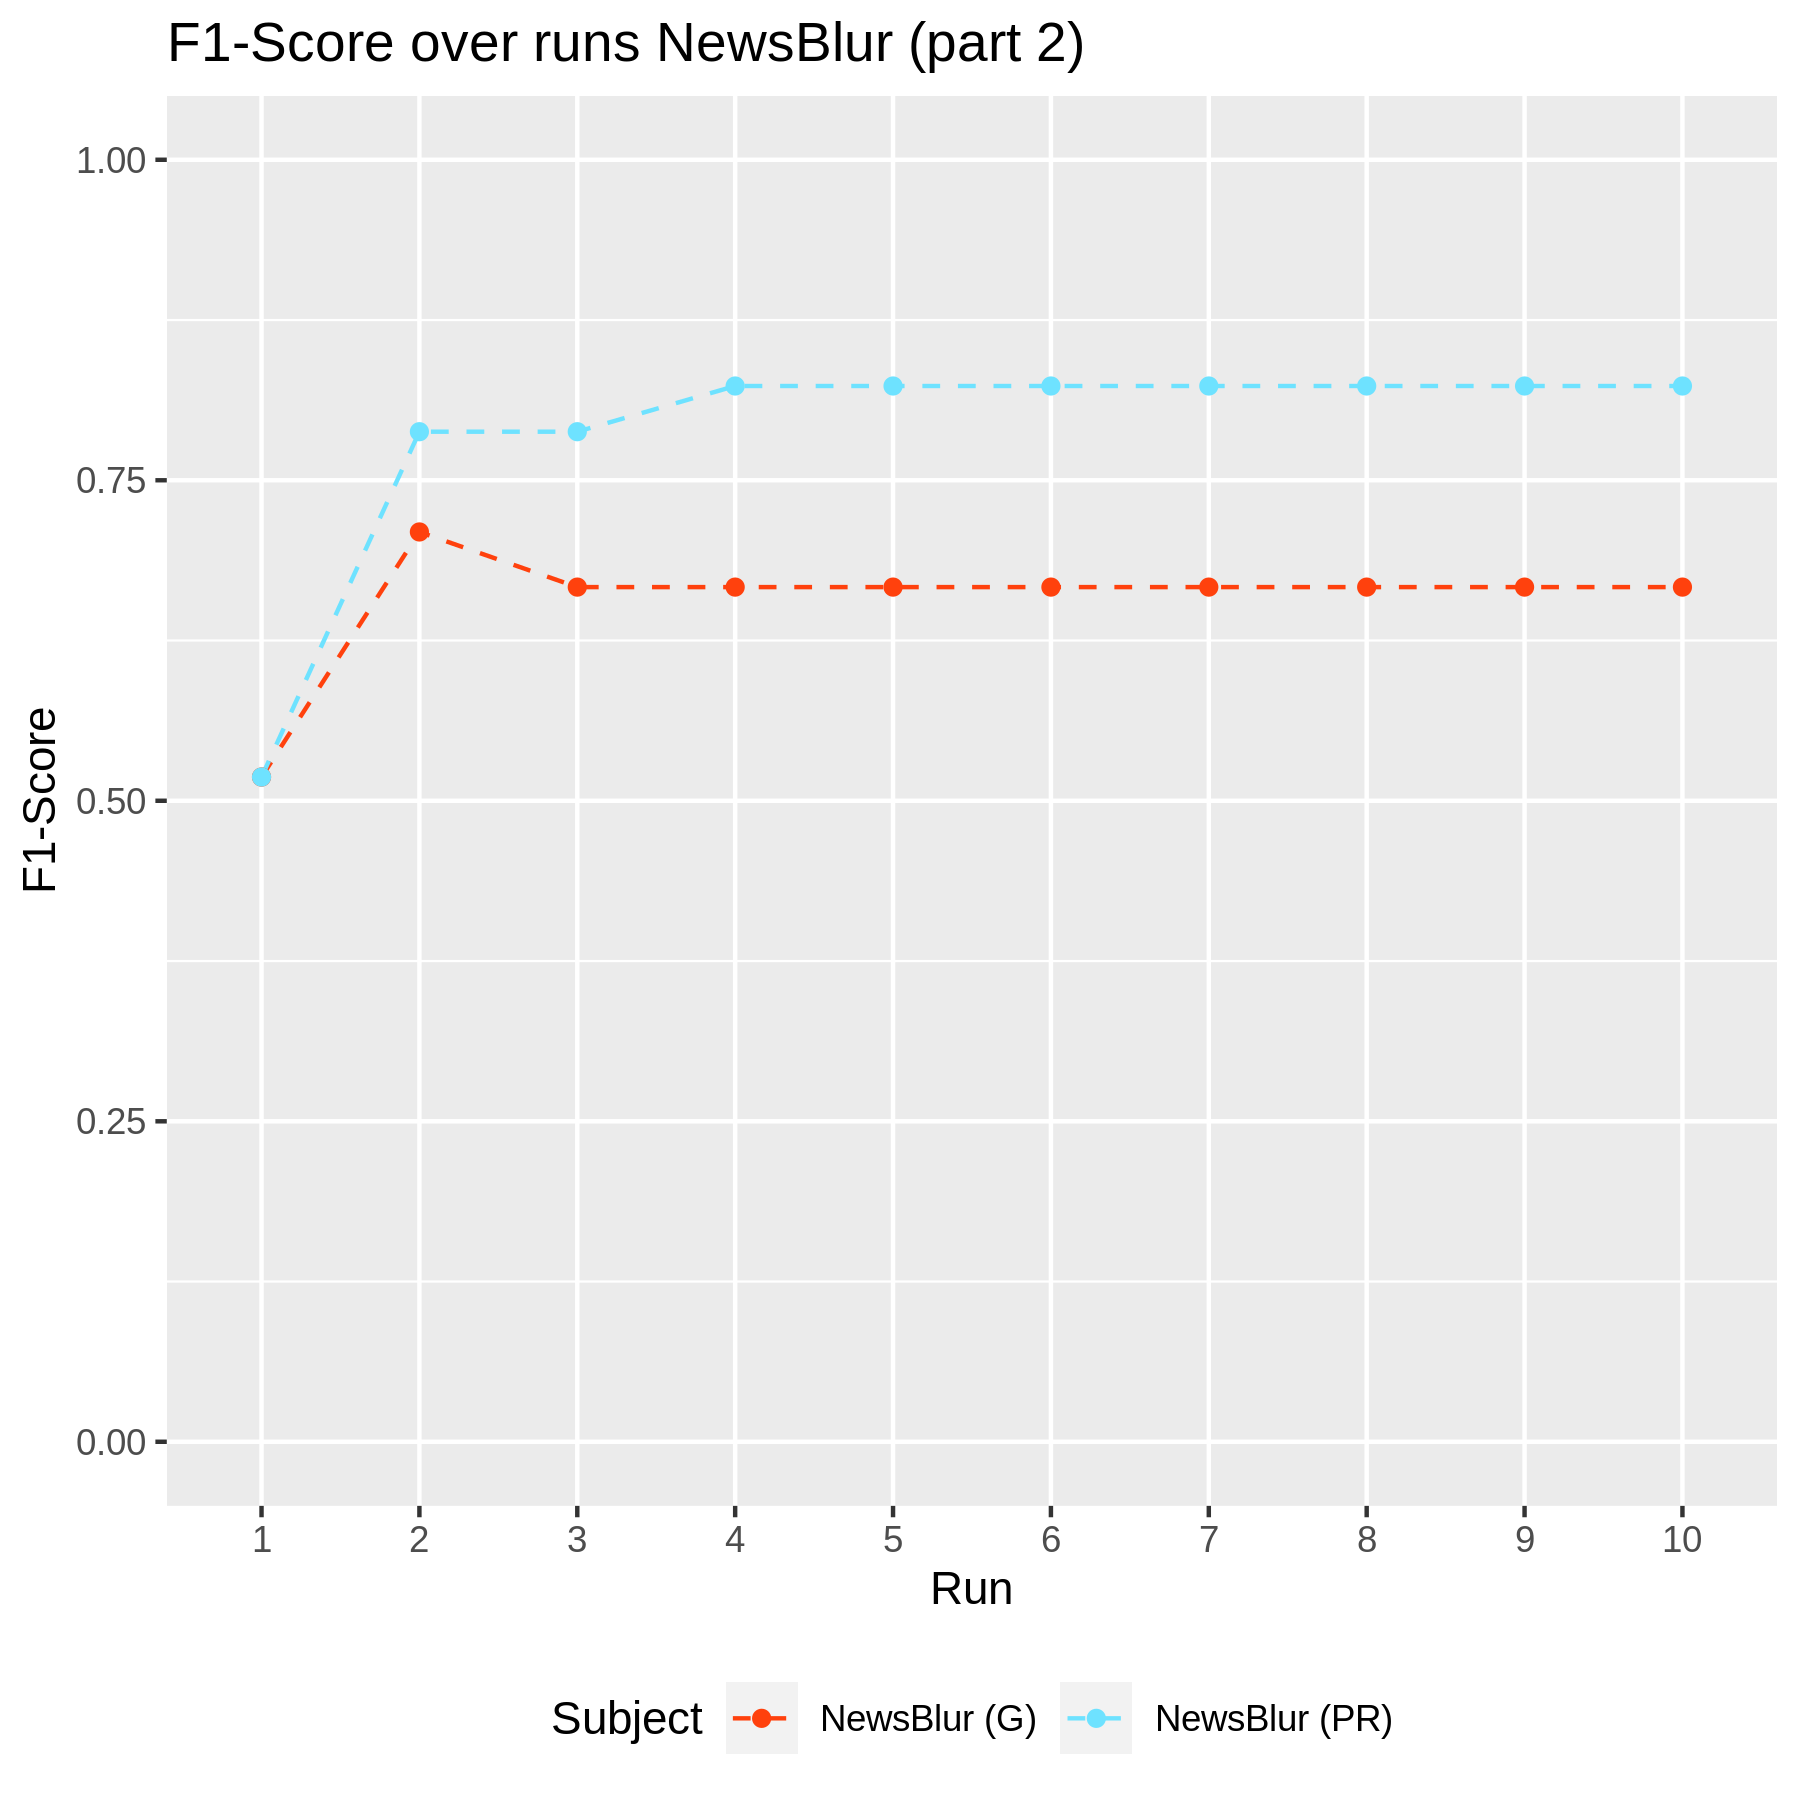 F1-Score over runs NewsBlur (part 2)
F1-Score
1.00
0.75
0.50
0.25
0.00
1 2 3 4 5 6 7 8 9 10
Run
Subject NewsBlur (G) NewsBlur (PR)